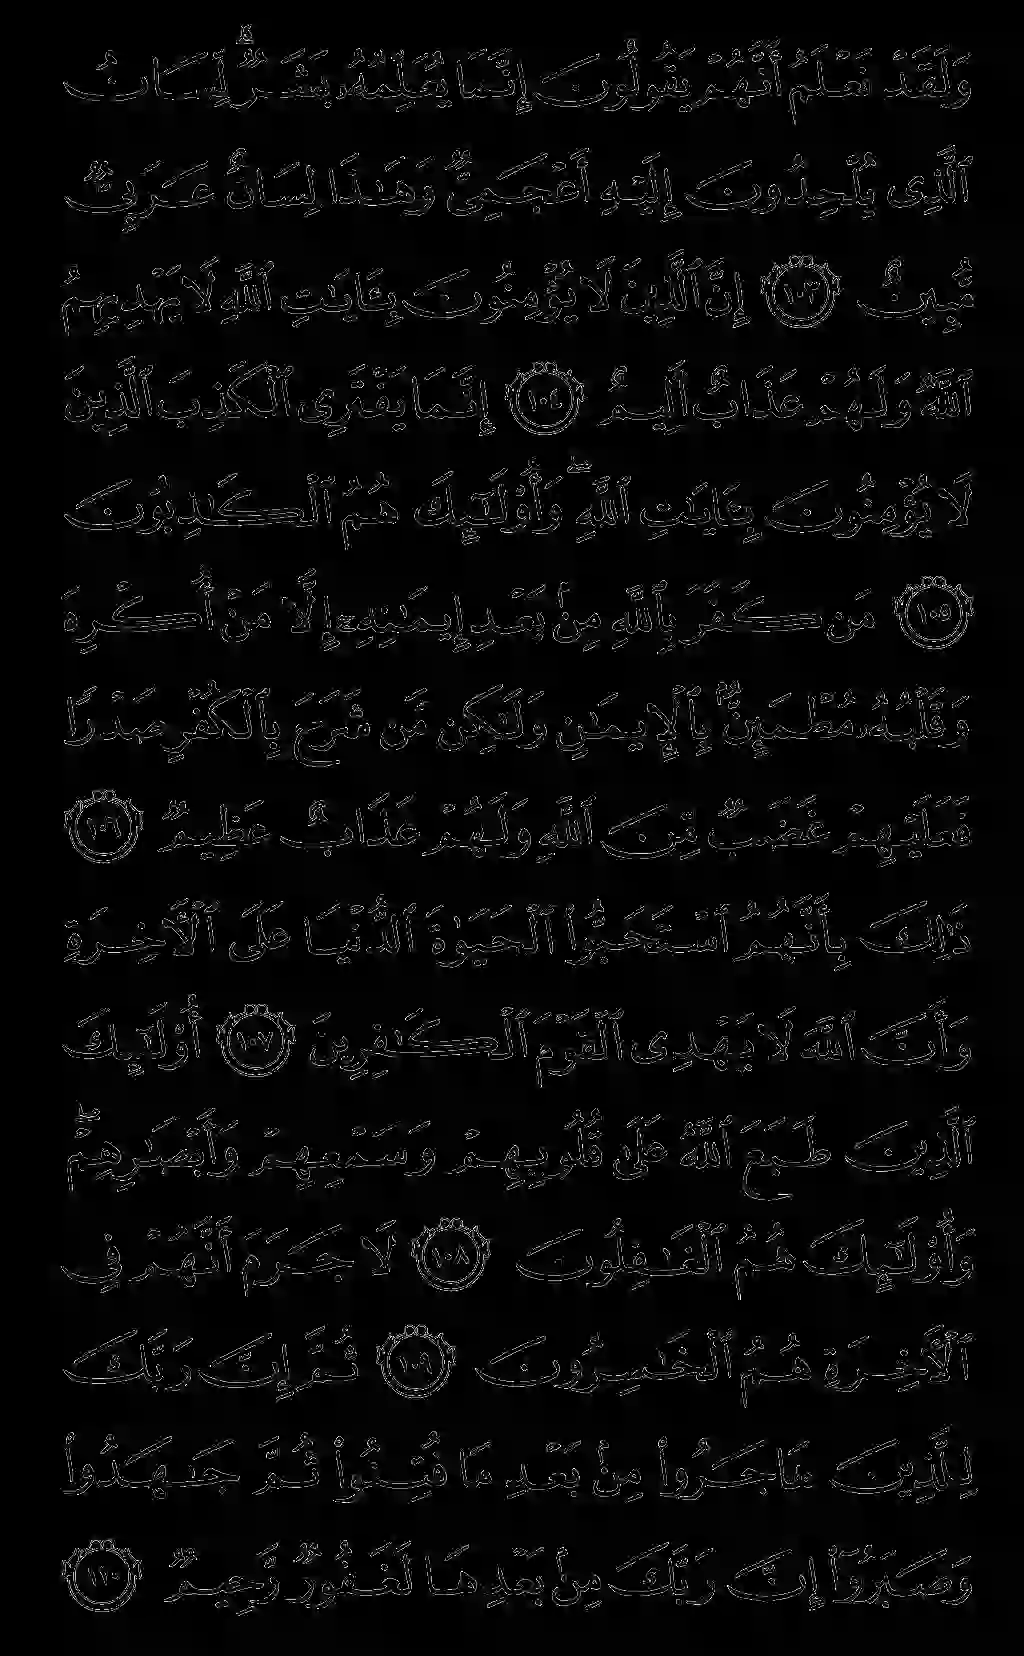 وَلَقَدْ نَعْلَمُ أَنَّهُمْ يَقُولُونَ إِنَّمَا يُعَلِّمُهُۥ بَشَرٌۭ ۗ لِّسَانُ
ٱلَّذِى يُلْحِدُونَ إِلَيْهِ أَعْجَمِىٌّۭ وَهَـٰذَا لِسَانٌ عَرَبِىٌّۭ
مُّبِينٌ ١٠٣ إِنَّ ٱلَّذِينَ لَا يُؤْمِنُونَ بِـَٔايَـٰتِ ٱللَّهِ لَا يَهْدِيهِمُ
ٱللَّهُ وَلَهُمْ عَذَابٌ أَلِيمٌ ١٠٤ إِنَّمَا يَفْتَرِى ٱلْكَذِبَ ٱلَّذِينَ
لَا يُؤْمِنُونَ بِـَٔايَـٰتِ ٱللَّهِ ۖ وَأُو۟لَـٰٓئِكَ هُمُ ٱلْكَـٰذِبُونَ
١٠٥ مَن كَفَرَ بِٱللَّهِ مِنۢ بَعْدِ إِيمَـٰنِهِۦٓ إِلَّا مَنْ أُكْرِهَ
وَقَلْبُهُۥ مُطْمَئِنٌّۢ بِٱلْإِيمَـٰنِ وَلَـٰكِن مَّن شَرَحَ بِٱلْكُفْرِ صَدْرًۭا
فَعَلَيْهِمْ غَضَبٌۭ مِّنَ ٱللَّهِ وَلَهُمْ عَذَابٌ عَظِيمٌۭ ١٠٦
ذَٰلِكَ بِأَنَّهُمُ ٱسْتَحَبُّوا۟ ٱلْحَيَوٰةَ ٱلدُّنْيَا عَلَى ٱلْـَٔاخِرَةِ
وَأَنَّ ٱللَّهَ لَا يَهْدِى ٱلْقَوْمَ ٱلْكَـٰفِرِينَ ١٠٧ أُو۟لَـٰٓئِكَ
ٱلَّذِينَ طَبَعَ ٱللَّهُ عَلَىٰ قُلُوبِهِمْ وَسَمْعِهِمْ وَأَبْصَـٰرِهِمْ ۖ
وَأُو۟لَـٰٓئِكَ هُمُ ٱلْغَـٰفِلُونَ ١٠٨ لَا جَرَمَ أَنَّهُمْ فِى
ٱلْـَٔاخِرَةِ هُمُ ٱلْخَـٰسِرُونَ ١٠٩ ثُمَّ إِنَّ رَبَّكَ
لِلَّذِينَ هَاجَرُوا۟ مِنۢ بَعْدِ مَا فُتِنُوا۟ ثُمَّ جَـٰهَدُوا۟
وَصَبَرُوٓا۟ إِنَّ رَبَّكَ مِنۢ بَعْدِهَا لَغَفُورٌۭ رَّحِيمٌۭ ١١٠